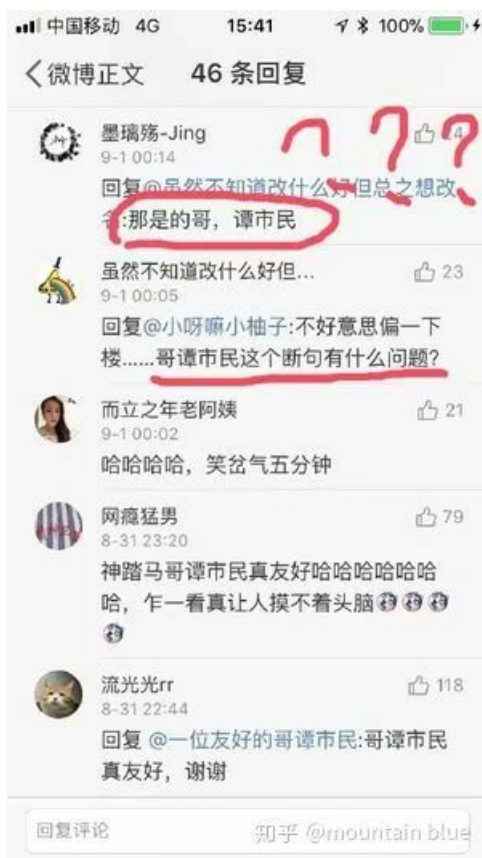 中国移动 4G 15:41 100%
微博正文 46 条回复
墨璃殇-Jing
9-1 00:14
回复@虽然不知道改什么好但总之想改
名:那是的哥，谭市民
虽然不知道改什么好但... 23
9-1 00:05
回复@小呀嘛小柚子:不好意思偏一下
楼......哥谭市民这个断句有什么问题?
而立之年老阿姨 21
9-1 00:02
哈哈哈哈，笑岔气五分钟
网瘾猛男 79
8-31 23:20
神踏马哥谭市民真友好哈哈哈哈哈哈
哈，乍一看真让人摸不着头脑
流光光rr 118
8-31 22:44
回复 @一位友好的哥谭市民:哥谭市民
真友好，谢谢
回复评论
知乎 @mountain blue